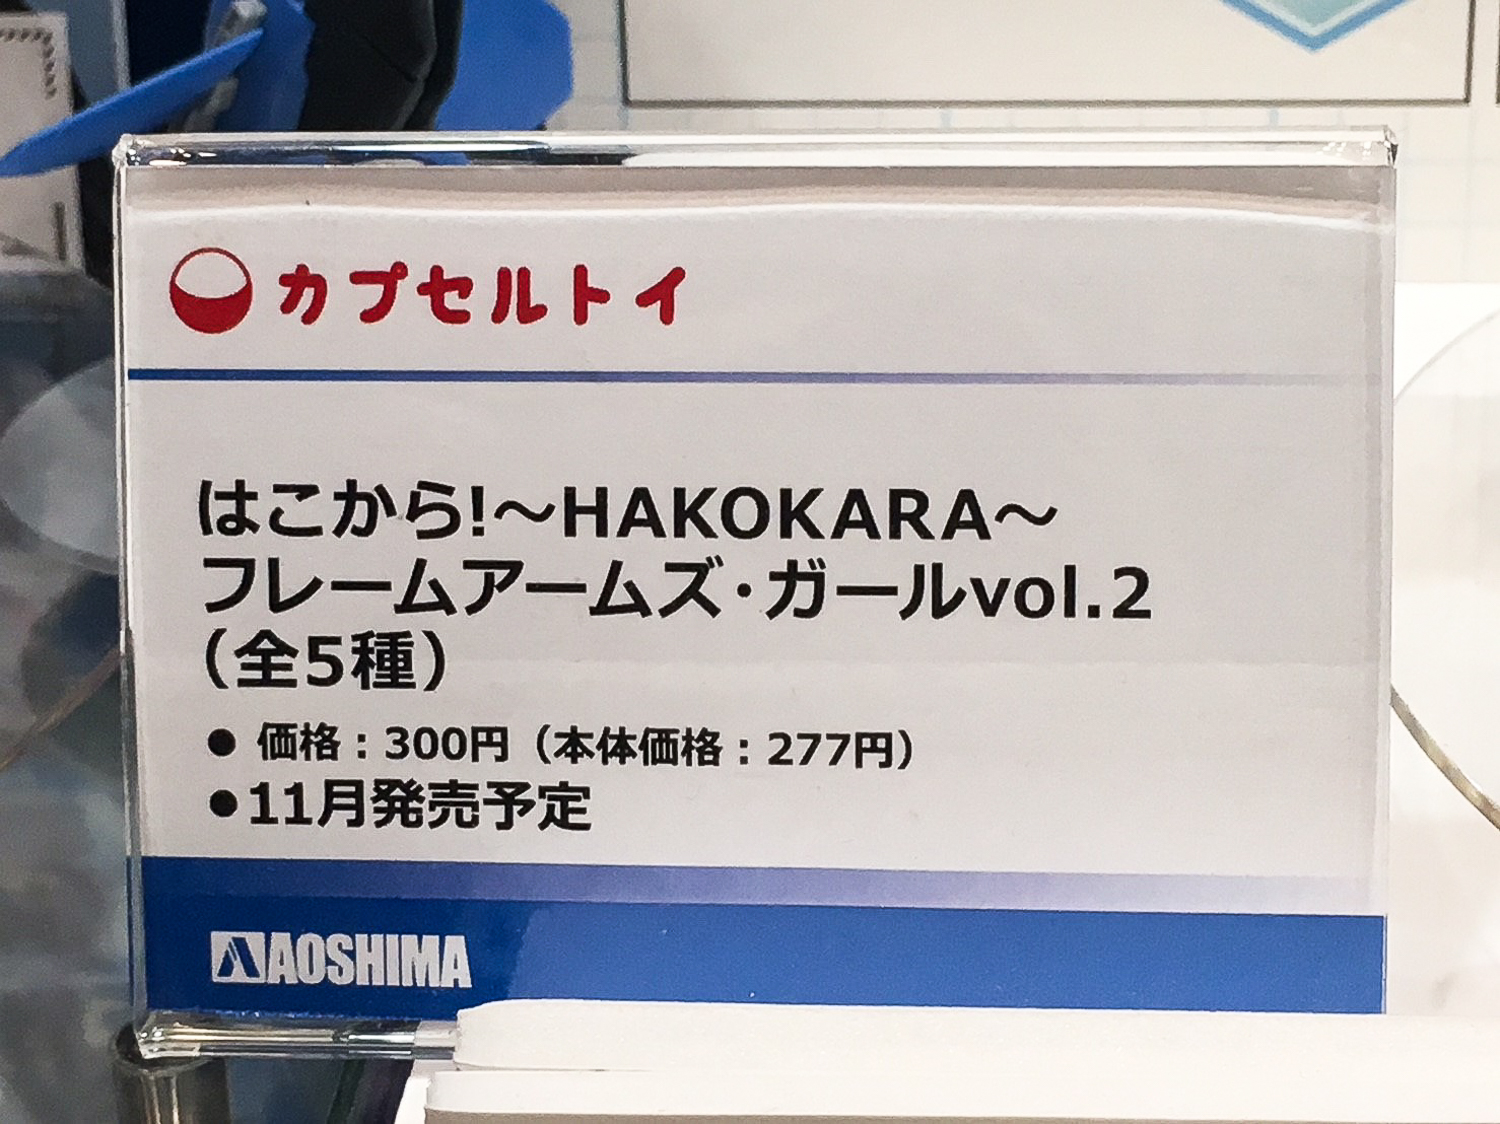 カプセルトイ
はこから!～HAKOKARA～
フレームアームズ・ガールvol.2
（全5種）
● 価格：300円（本体価格：277円）
●11月発売予定
AOSHIMA